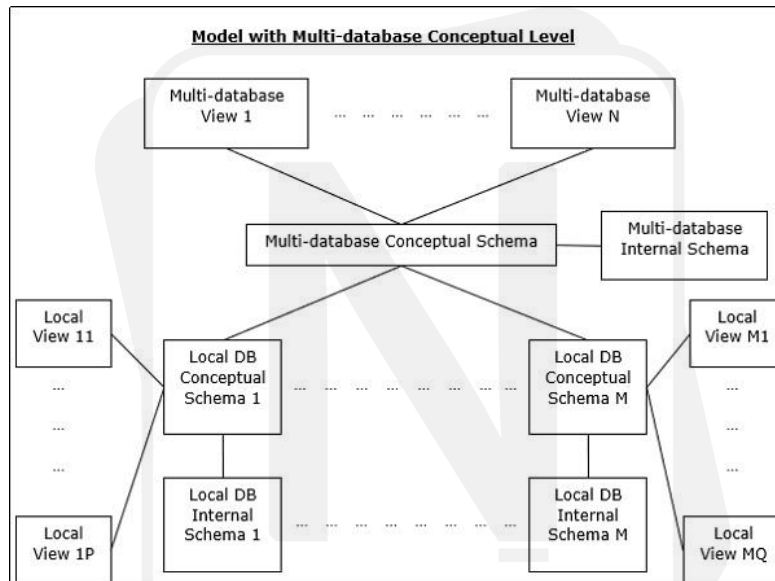 Model with Multi-database Conceptual Level
Multi-database
View 1
... ... ... ... ... ...
Multi-database
View N
Multi-database Conceptual Schema
Multi-database
Internal Schema
Local
View 11
...
...
...
Local
View 1P
Local DB
Conceptual
Schema 1
... ... ... ... ... ... ... ...
Local DB
Conceptual
Schema M
Local
View M1
...
...
...
Local
View MQ
Local DB
Internal
Schema 1
... ... ... ... ... ... ... ...
Local DB
Internal
Schema M
N